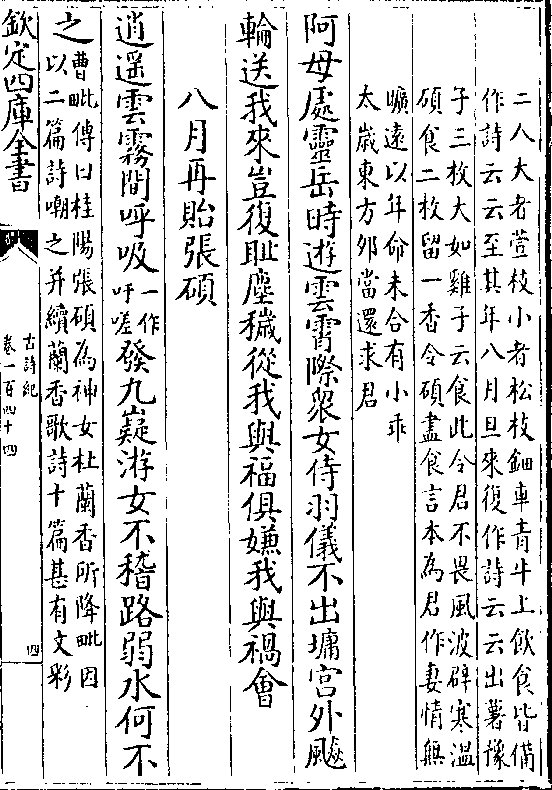 二人大者萱枝小者松枝鈿車青牛上飲食皆備
作詩云云至其年八月旦來復作詩云云出薯豫
子三枚大如雞子云食此令君不畏風波辟寒溫
碩食二枚留一香令碩盡食言本為君作妻情無
曠遠以年命未合有小乖
太歲東方夘當還求君
阿母處靈岳時遊雲霄際衆女侍羽儀不出墉宫外飈
輪送我來豈復耻塵穢從我與福俱嫌我與禍會
八月再貽張碩
逍遥雲霧間呼吸一作吁嗟發九嶷游女不稽路弱水何不
之曹毗傳曰桂陽張碩為神女杜蘭香所降毗因
以二篇詩嘲之并續蘭香歌詩十篇甚有文彩
欽定四庫全書
古詩紀
卷一百四十四
四